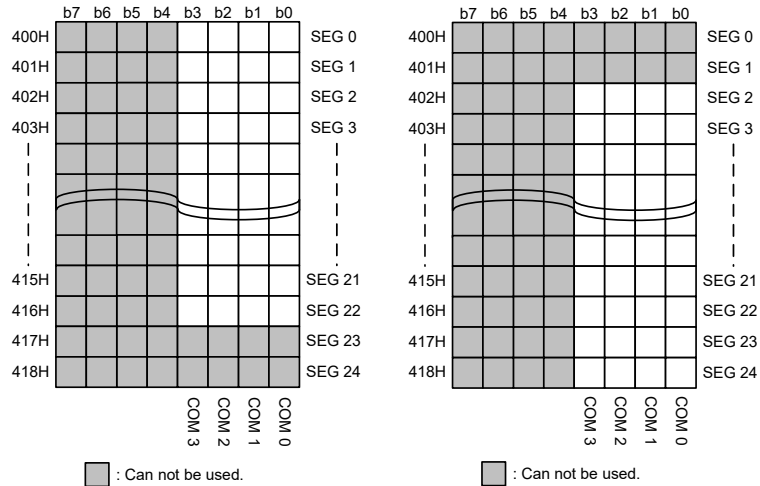 b7 b6 b5 b4 b3 b2 b1 b0
400H SEG 0
401H SEG 1
402H SEG 2
403H SEG 3
415H SEG 21
416H SEG 22
417H SEG 23
418H SEG 24
COM 3 COM 2 COM 1 COM 0
: Can not be used.
b7 b6 b5 b4 b3 b2 b1 b0
400H SEG 0
401H SEG 1
402H SEG 2
403H SEG 3
415H SEG 21
416H SEG 22
417H SEG 23
418H SEG 24
COM 3 COM 2 COM 1 COM 0
: Can not be used.